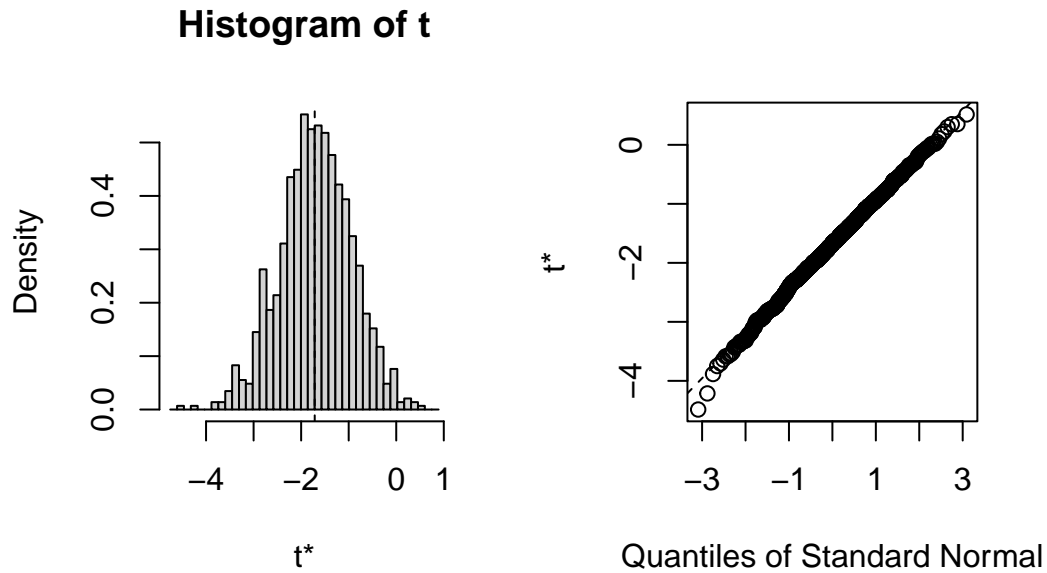 Histogram of t
Density
0.0
0.2
0.4
−4
−2
0
1
t*
t*
−4
−2
0
−3
−1
1
3
Quantiles of Standard Normal